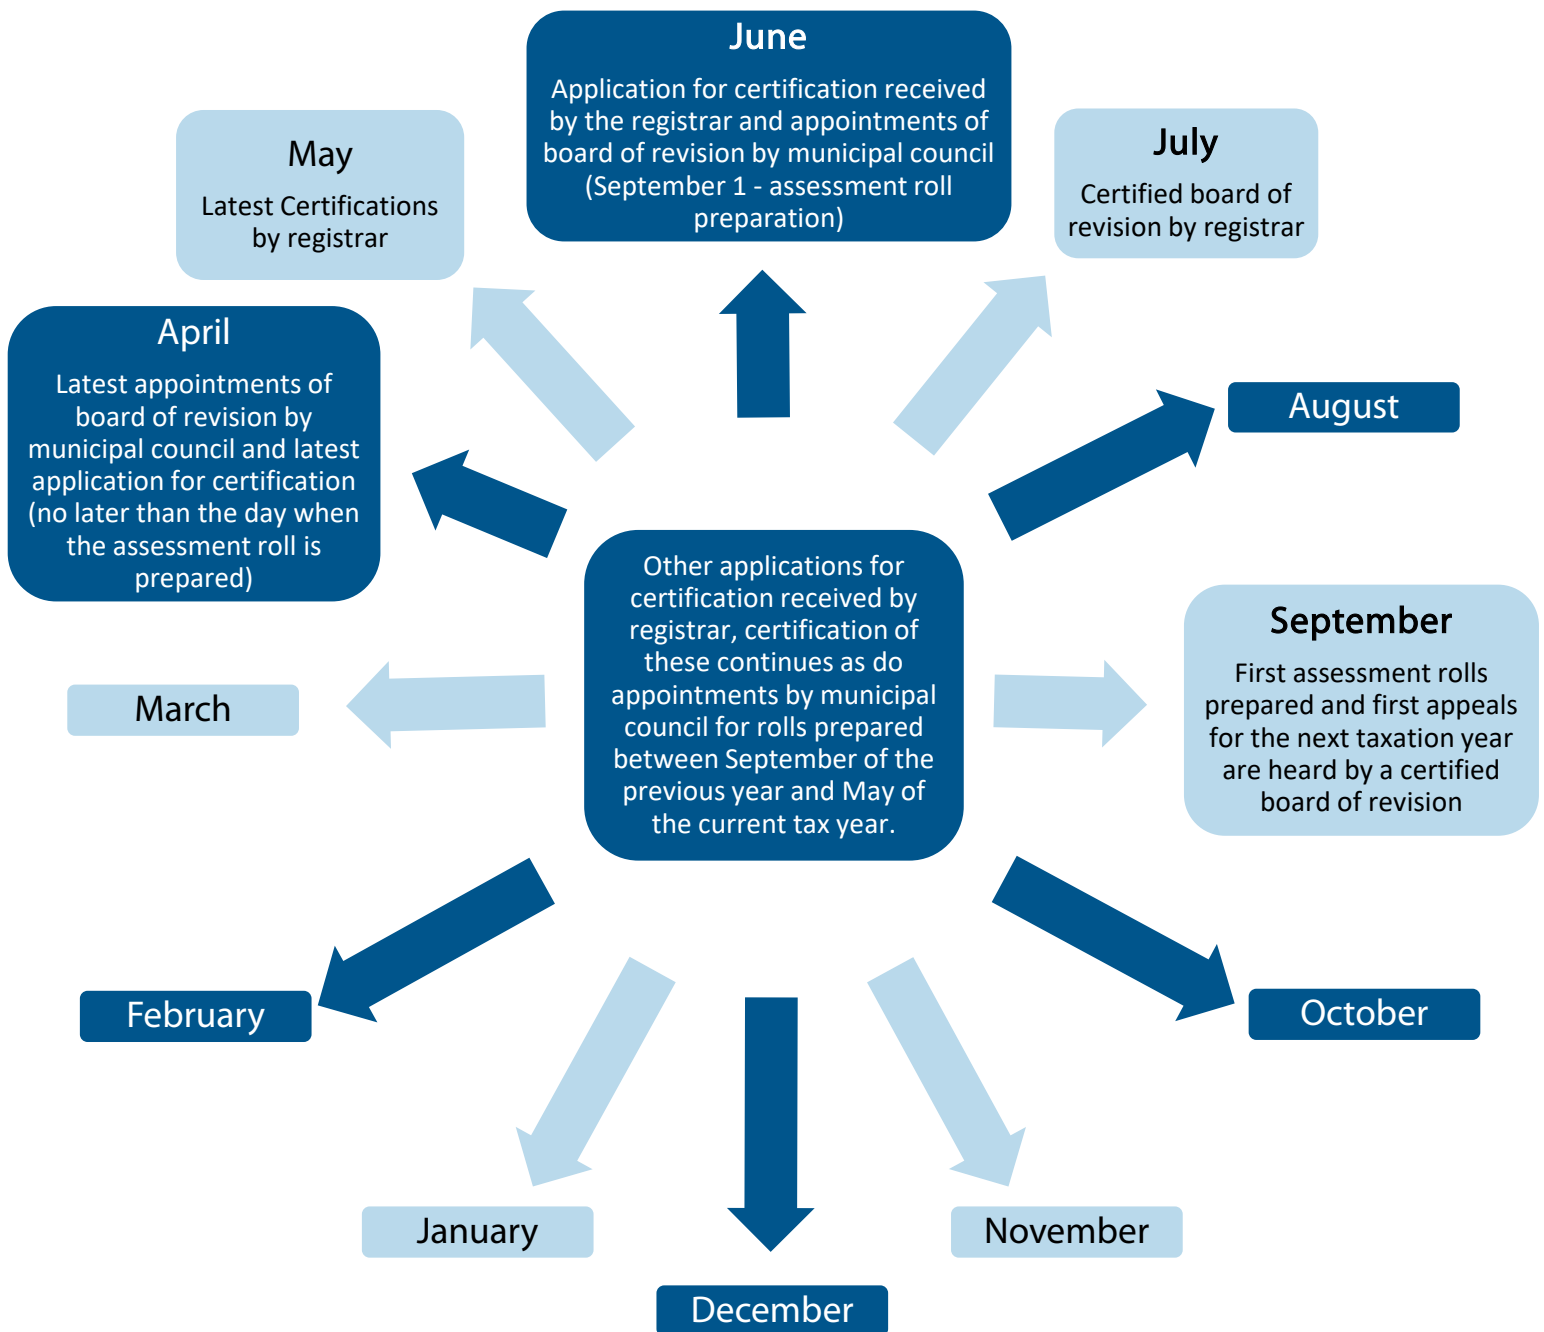 June
Application for certification received
by the registrar and appointments of
board of revision by municipal council
(September 1 - assessment roll
preparation)
May
Latest Certifications
by registrar
July
Certified board of
revision by registrar
April
Latest appointments of
board of revision by
municipal council and latest
application for certification
(no later than the day when
the assessment roll is
prepared)
August
Other applications for
certification received by
registrar, certification of
these continues as do
appointments by municipal
council for rolls prepared
between September of the
previous year and May of
the current tax year.
September
First assessment rolls
prepared and first appeals
for the next taxation year
are heard by a certified
board of revision
March
February
October
January
November
December